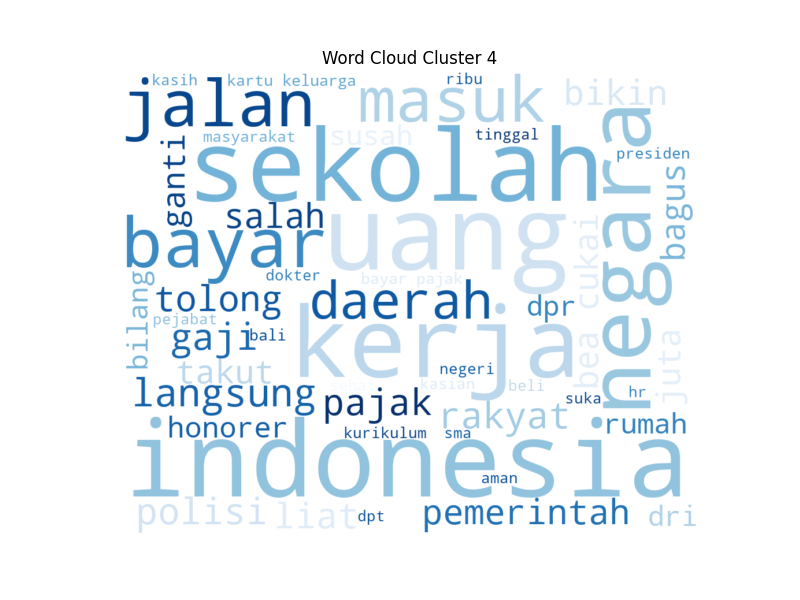 Word Cloud Cluster 4
kasih
kartu keluarga
ribu
jalan
masuk
bikin
masyarakat
susah
tinggal
ganti
sekolah
negara
presiden
bagus
salah
bayar
uang
cukai
dokter
bayar pajak
bilang
tolong
daerah
dpr
pejabat
gaji
bali
kerja
bea
juta
takut
negeri
kasian
beli
suka
hr
langsung
pajak
rakyat
rumah
honorer
kurikulum
sma
indonesia
aman
polisi
liat
dpt
pemerintah
dri